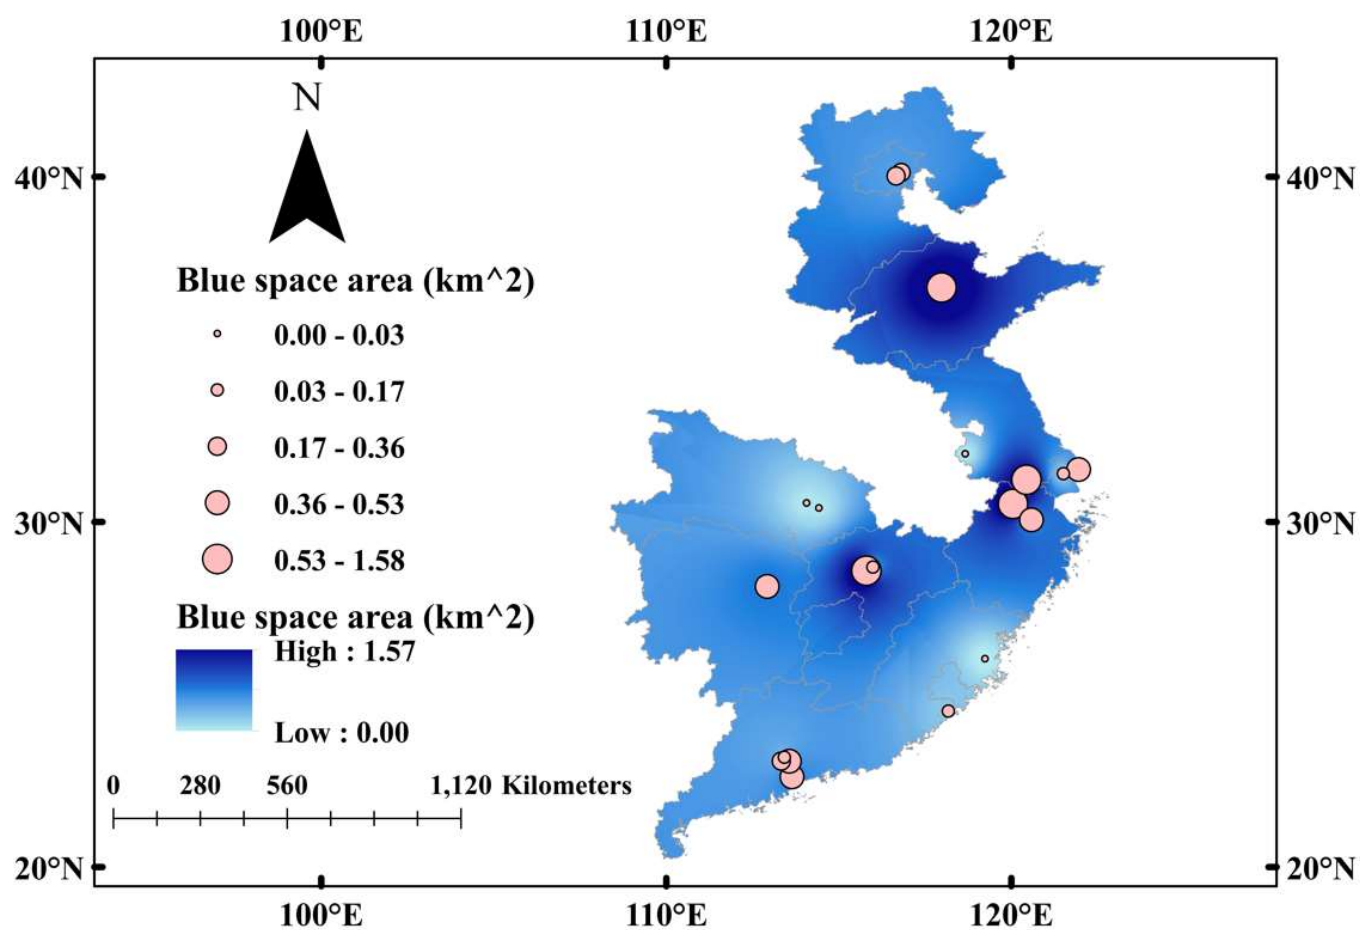 100°E 110°E 120°E
N
40°N 40°N
Blue space area (km^2)
0.00 - 0.03
0.03 - 0.17
0.17 - 0.36
0.36 - 0.53
0.53 - 1.58
30°N 30°N
Blue space area (km^2)
High : 1.57
Low : 0.00
0 280 560 1,120 Kilometers
20°N 20°N
100°E 110°E 120°E